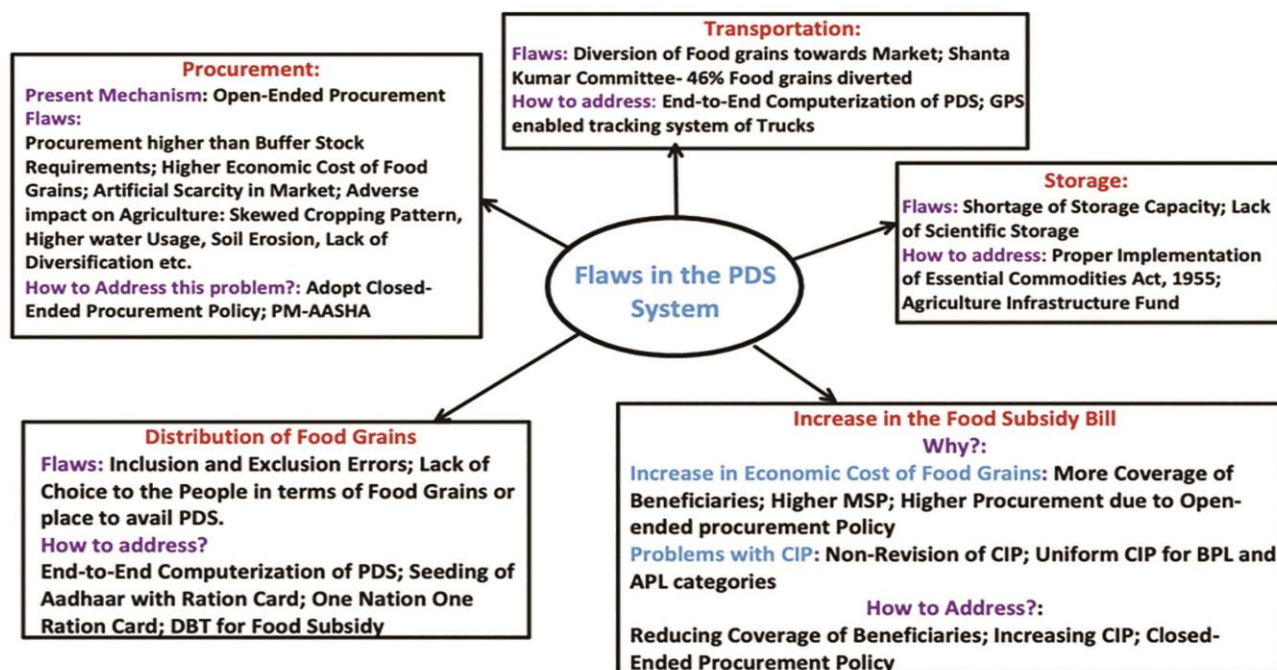 Transportation:
Flaws: Diversion of Food grains towards Market; Shanta
Kumar Committee- 46% Food grains diverted
How to address: End-to-End Computerization of PDS; GPS
enabled tracking system of Trucks
Procurement:
Present Mechanism: Open-Ended Procurement
Flaws:
Procurement higher than Buffer Stock
Requirements; Higher Economic Cost of Food
Grains; Artificial Scarcity in Market; Adverse
impact on Agriculture: Skewed Cropping Pattern,
Higher water Usage, Soil Erosion, Lack of
Diversification etc.
How to Address this problem?: Adopt Closed-
Ended Procurement Policy; PM-AASHA
Storage:
Flaws: Shortage of Storage Capacity; Lack
of Scientific Storage
How to address: Proper Implementation
of Essential Commodities Act, 1955;
Agriculture Infrastructure Fund
Flaws in the PDS
System
Distribution of Food Grains
Flaws: Inclusion and Exclusion Errors; Lack of
Choice to the People in terms of Food Grains or
place to avail PDS.
How to address?
End-to-End Computerization of PDS; Seeding of
Aadhaar with Ration Card; One Nation One
Ration Card; DBT for Food Subsidy
Increase in the Food Subsidy Bill
Why?:
Increase in Economic Cost of Food Grains: More Coverage of
Beneficiaries; Higher MSP; Higher Procurement due to Open-
ended procurement Policy
Problems with CIP: Non-Revision of CIP; Uniform CIP for BPL and
APL categories
How to Address?:
Reducing Coverage of Beneficiaries; Increasing CIP; Closed-
Ended Procurement Policy